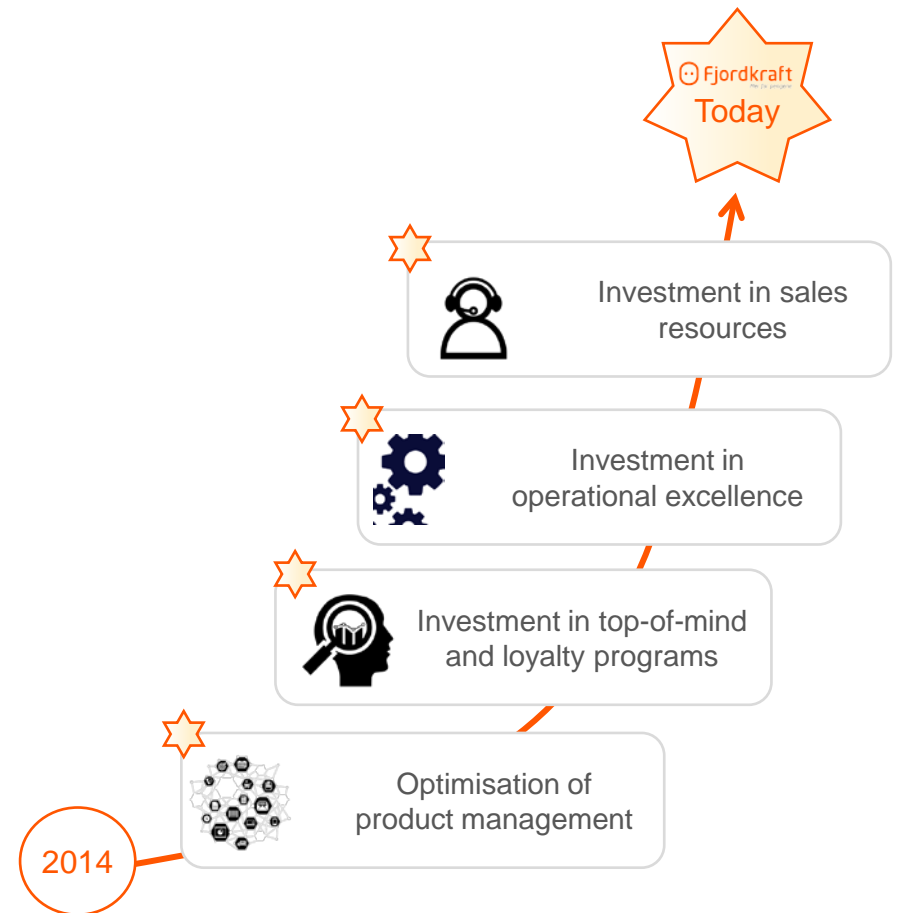 Fjordkraft
Today
Investment in sales
resources
Investment in
operational excellence
Investment in top-of-mind
and loyalty programs
Optimisation of
product management
2014